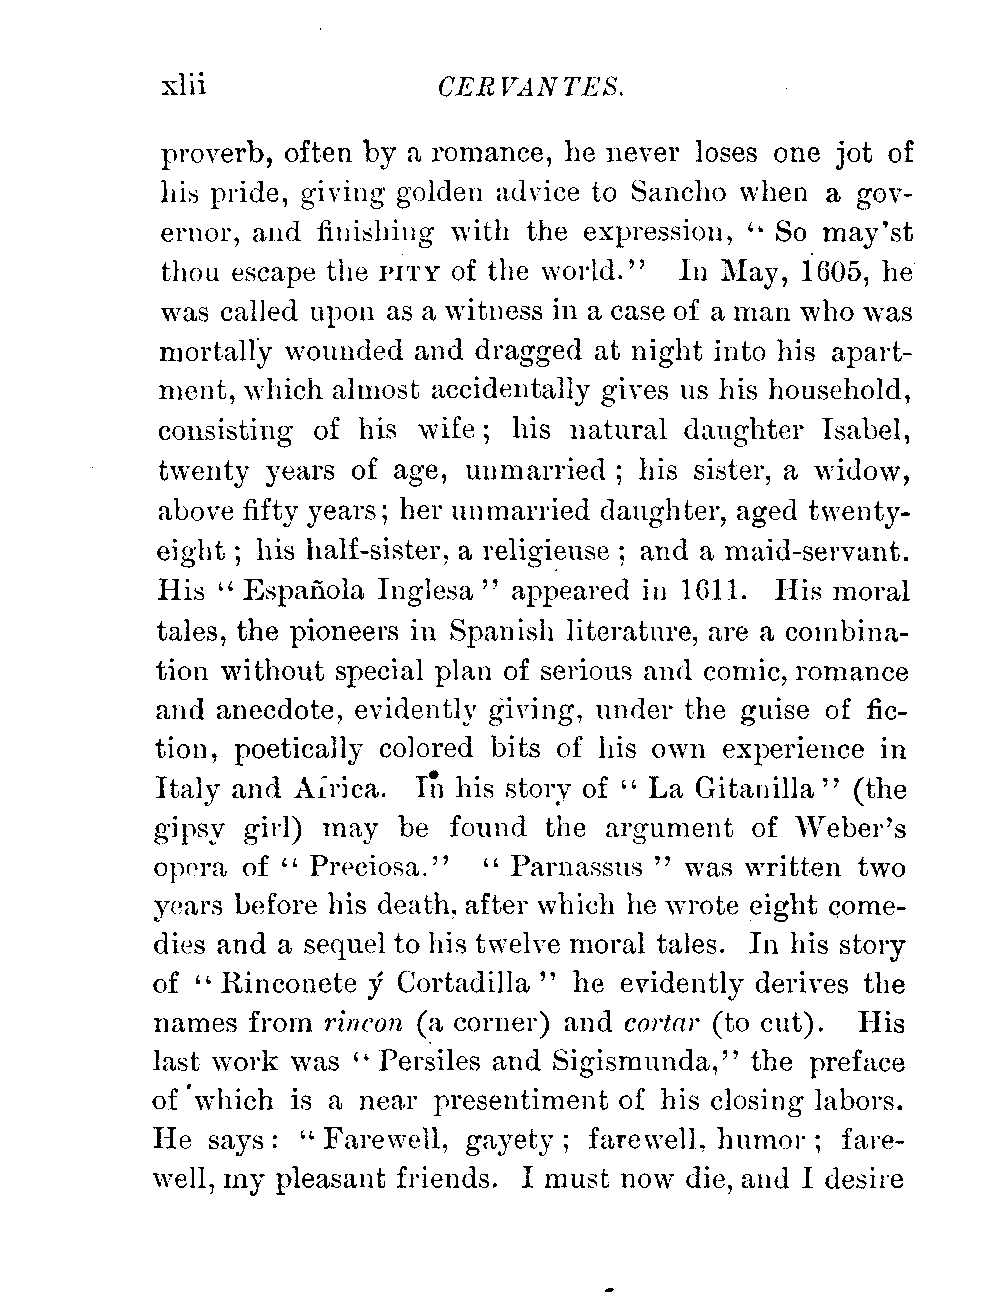 xlii CERVANTES.
proverb, often by a romance, he never loses one jot of
his pride, giving golden advice to Sancho when a gov-
ernor, and finishing with the expression, “ So may'st
thou escape the PITY of the world.” In May, 1605, he
was called upon as a witness in a case of a man who was
mortally wounded and dragged at night into his apart-
ment, which almost accidentally gives us his household,
consisting of his wife ; his natural daughter Isabel,
twenty years of age, unmarried ; his sister, a widow,
above fifty years ; her unmarried daughter, aged twenty-
eight ; his half-sister, a religieuse ; and a maid-servant.
His “ Española Inglesa ” appeared in 1611. His moral
tales, the pioneers in Spanish literature, are a combina-
tion without special plan of serious and comic, romance
and anecdote, evidently giving, under the guise of fic-
tion, poetically colored bits of his own experience in
Italy and Africa. In his story of “ La Gitanilla ” (the
gipsy girl) may be found the argument of Weber's
opera of “ Preciosa.” “ Parnassus ” was written two
years before his death, after which he wrote eight come-
dies and a sequel to his twelve moral tales. In his story
of “ Rinconete ý Cortadilla ” he evidently derives the
names from rincon (a corner) and cortar (to cut). His
last work was “ Persiles and Sigismunda,” the preface
of which is a near presentiment of his closing labors.
He says : “ Farewell, gayety ; farewell, humor ; fare-
well, my pleasant friends. I must now die, and I desire